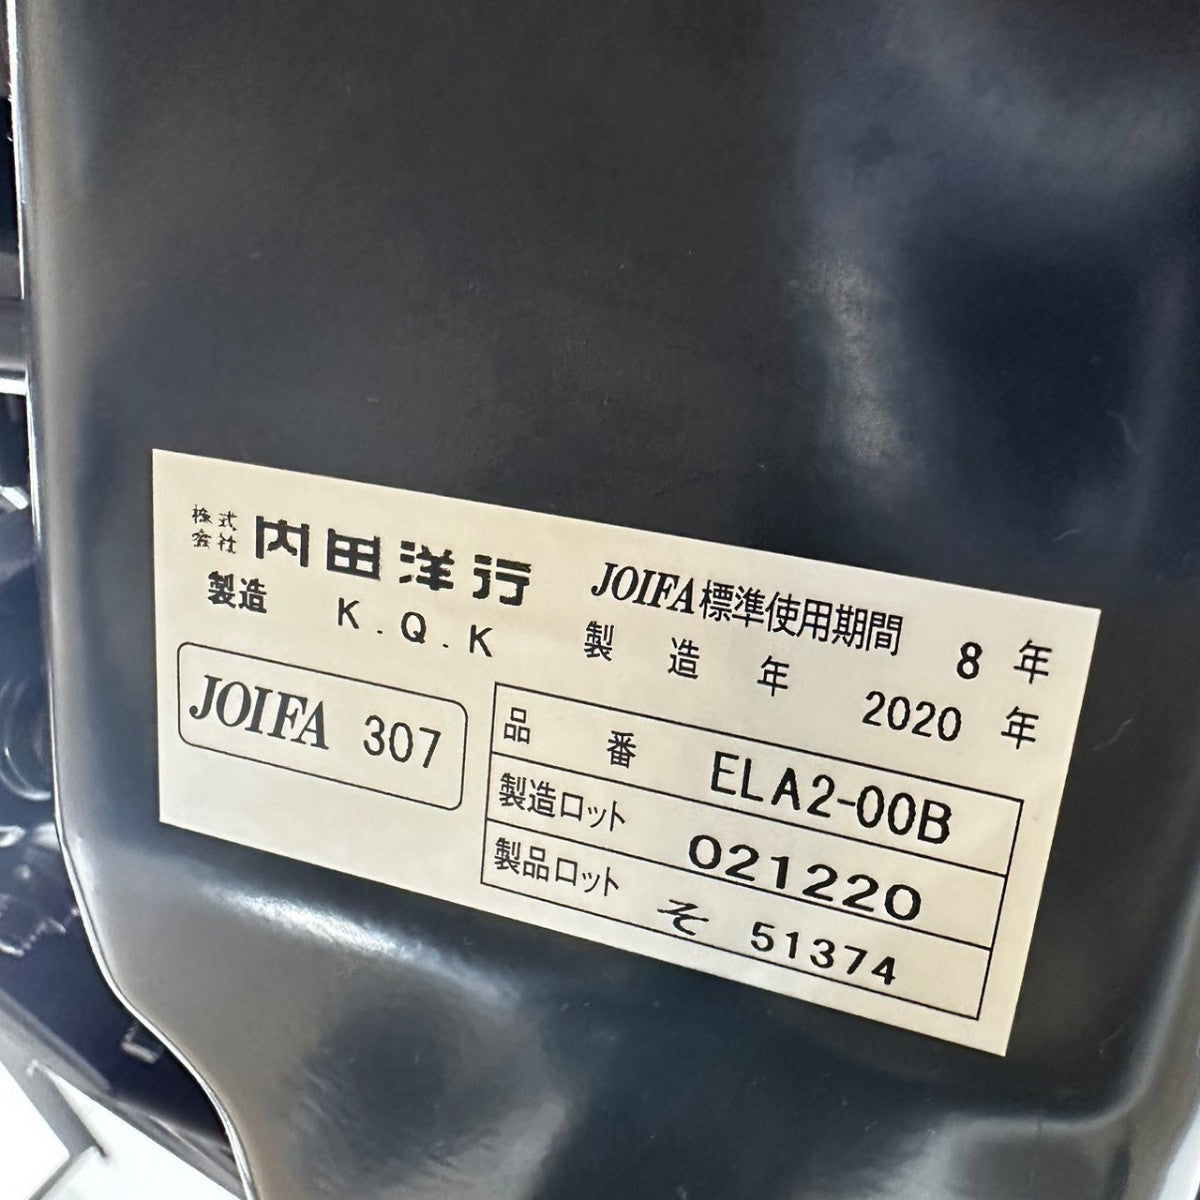 株式会社 内田洋行 JOIFA標準使用期間 8年
製造 K.Q.K 製造年 2020年
JOIFA 307
品番 ELA2-00B
製造ロット 021220
製品ロット そ 51374